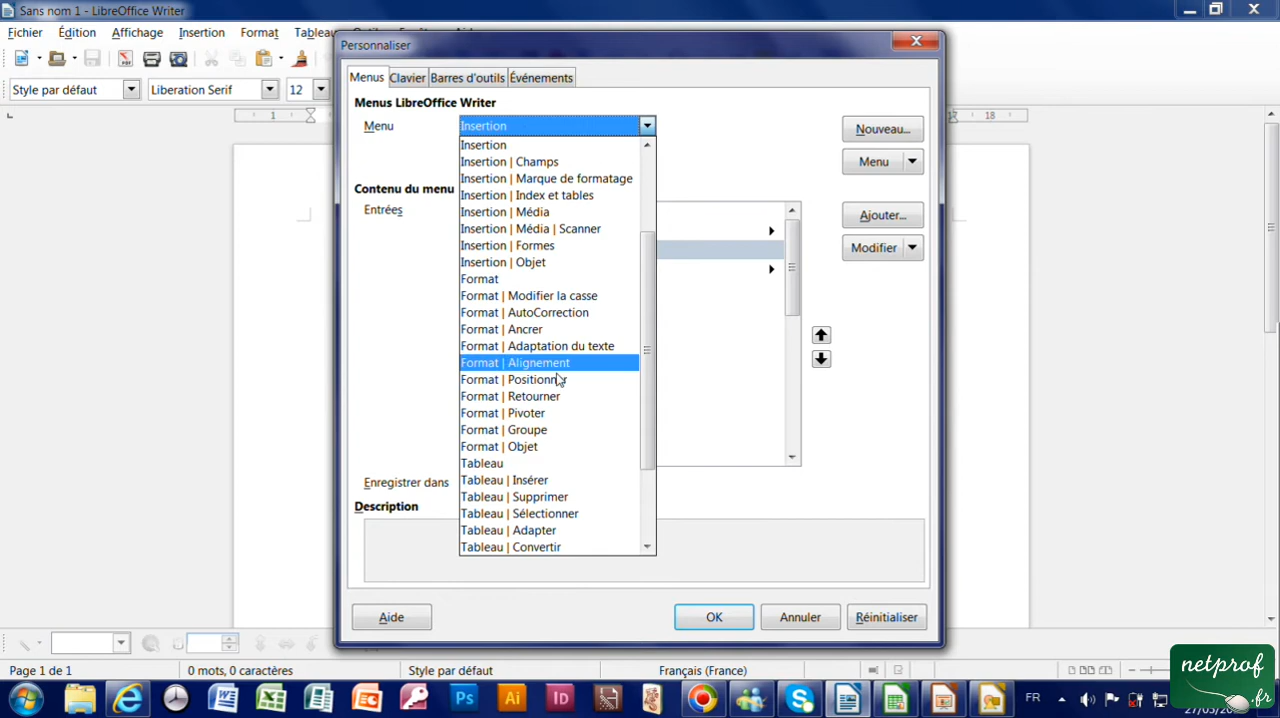 Sans nom 1 - LibreOffice Writer
Fichier Édition Affichage Insertion Format Tableau
Style par défaut Liberation Serif 12
1 18
Personnaliser
Menus Clavier Barres d'outils Événements
Menus LibreOffice Writer
Menu Insertion Nouveau...
Menu
Insertion
Insertion | Champs
Insertion | Marque de formatage
Contenu du menu
Insertion | Index et tables
Entrées Insertion | Média Ajouter...
Insertion | Média | Scanner
Insertion | Formes Modifier
Insertion | Objet
Format
Format | Modifier la casse
Format | AutoCorrection
Format | Ancrer
Format | Adaptation du texte
Format | Alignement
Format | Positionner
Format | Retourner
Format | Pivoter
Format | Groupe
Format | Objet
Tableau
Tableau | Insérer
Enregistrer dans
Tableau | Supprimer
Description
Tableau | Sélectionner
Tableau | Adapter
Tableau | Convertir
Aide OK Annuler Réinitialiser
Page 1 de 1 0 mots, 0 caractères Style par défaut Français (France)
FR
netprof
.fr